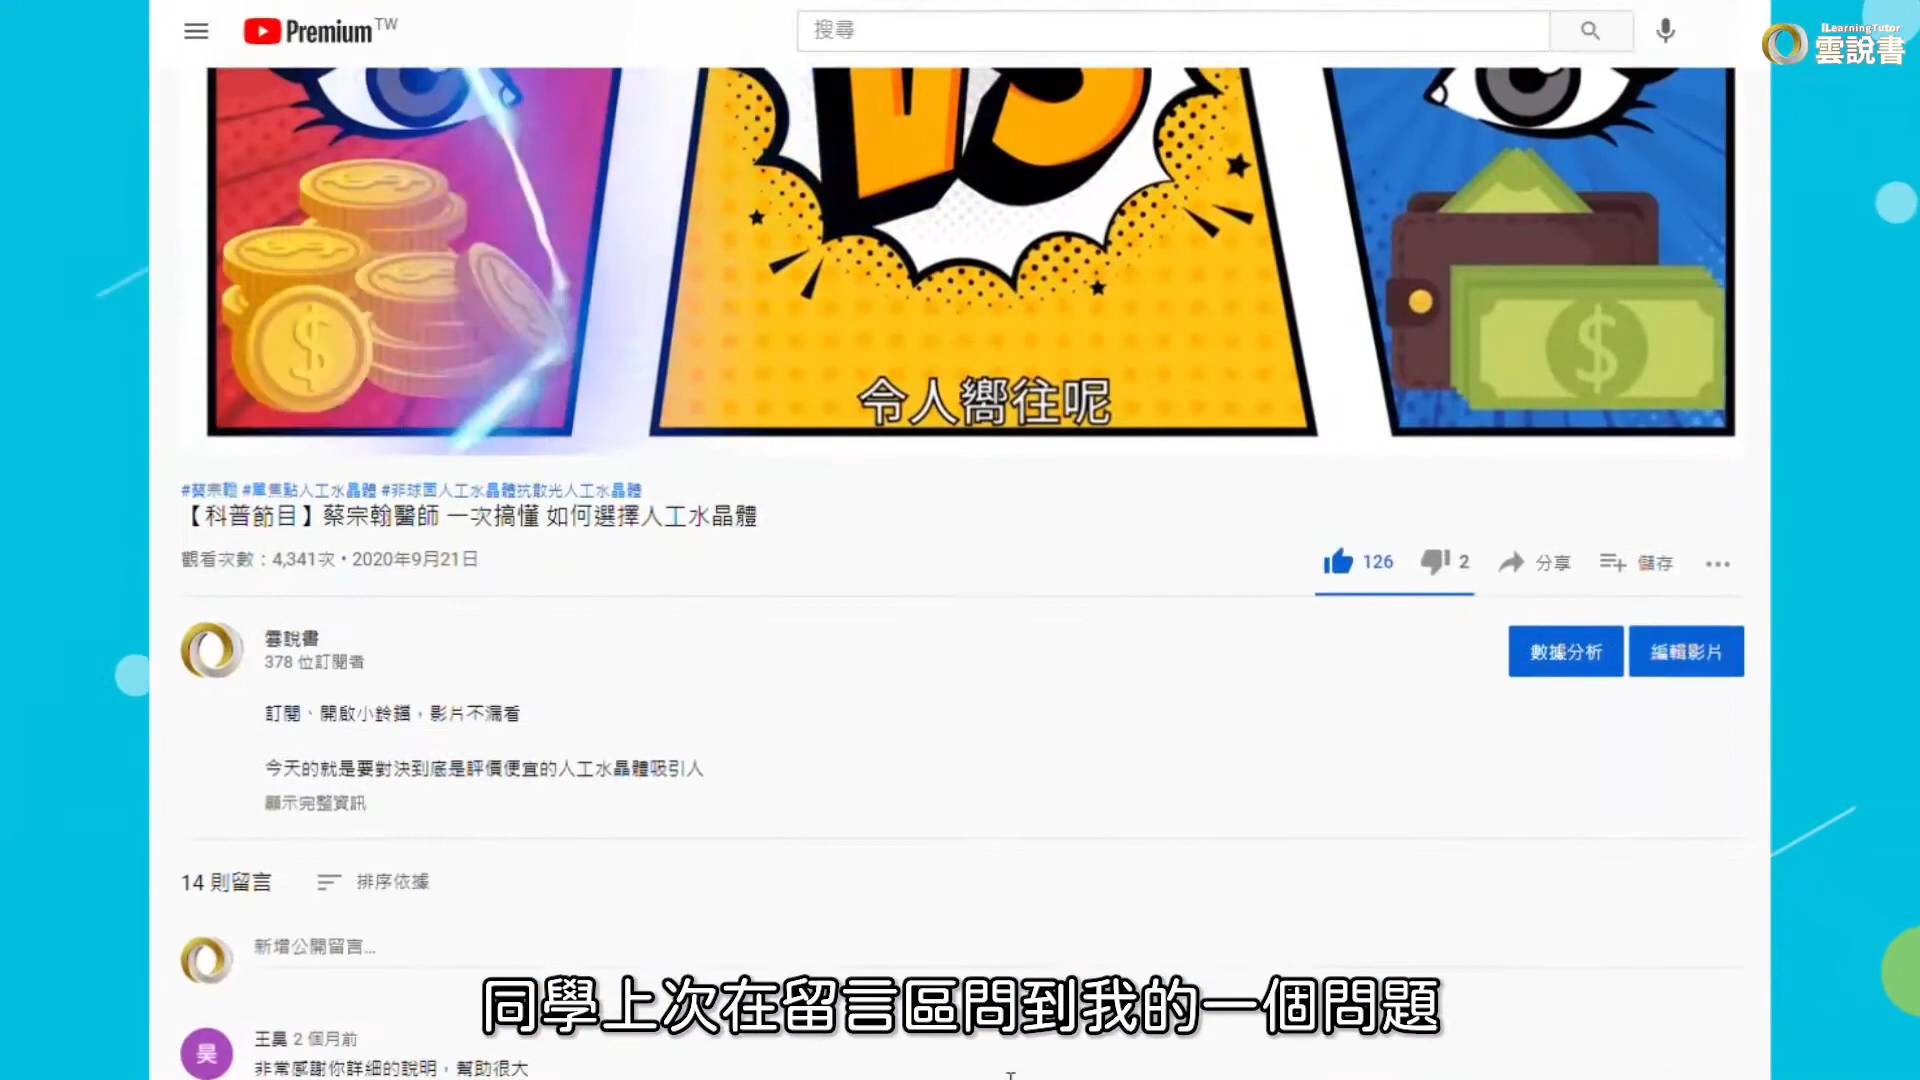 Premium TW
搜尋
iLearningTutor
雲說書
VS
令人嚮往呢
#蔡宗翰 #單焦點人工水晶體 #非球面人工水晶體抗散光人工水晶體
【科普節目】蔡宗翰醫師 一次搞懂 如何選擇人工水晶體
觀看次數：4,341次・2020年9月21日
126
2
分享
儲存
雲說書
378 位訂閱者
數據分析
編輯影片
訂閱、開啟小鈴鐺，影片不漏看
今天的就是要對決到底是評價便宜的人工水晶體吸引人
顯示完整資訊
14 則留言
排序依據
新增公開留言...
同學上次在留言區問到我的一個問題
昊
王昊 2 個月前
非常感謝你詳細的說明，幫助很大